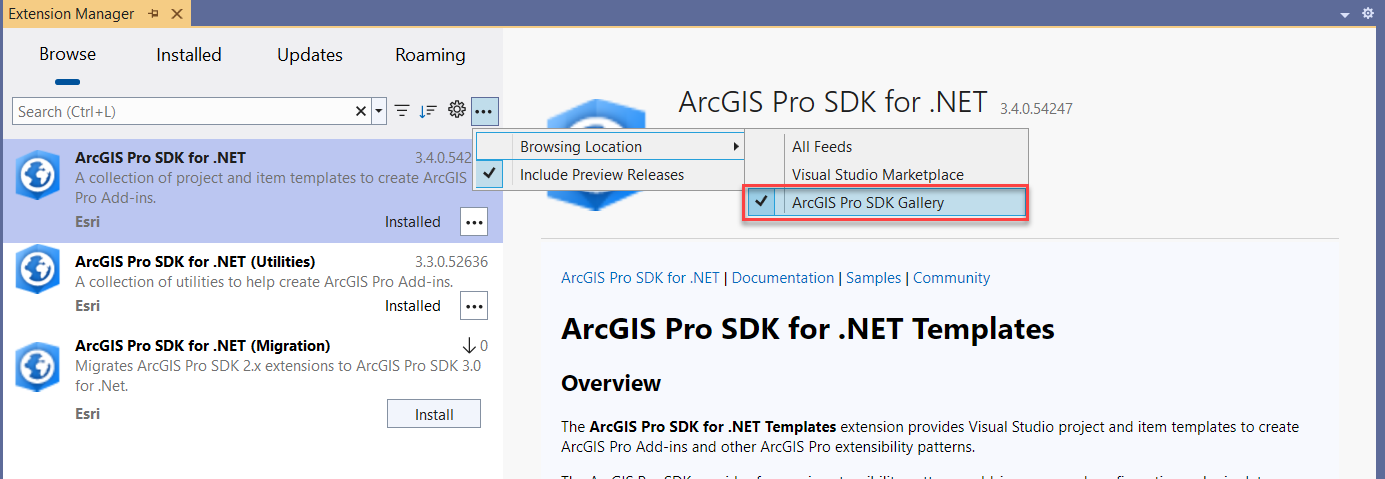 Extension Manager
Browse Installed Updates Roaming
Search (Ctrl+L)
ArcGIS Pro SDK for .NET 3.4.0.542
A collection of project and item templates to create ArcGIS
Pro Add-ins.
Esri Installed
ArcGIS Pro SDK for .NET (Utilities) 3.3.0.52636
A collection of utilities to help create ArcGIS Pro Add-ins.
Esri Installed
ArcGIS Pro SDK for .NET (Migration) 0
Migrates ArcGIS Pro SDK 2.x extensions to ArcGIS Pro SDK 3.0
for .Net.
Esri
Install
Browsing Location
Include Preview Releases
All Feeds
Visual Studio Marketplace
ArcGIS Pro SDK Gallery
ArcGIS Pro SDK for .NET 3.4.0.54247
ArcGIS Pro SDK for .NET | Documentation | Samples | Community
ArcGIS Pro SDK for .NET Templates
Overview
The ArcGIS Pro SDK for .NET Templates extension provides Visual Studio project and item templates to create
ArcGIS Pro Add-ins and other ArcGIS Pro extensibility patterns.